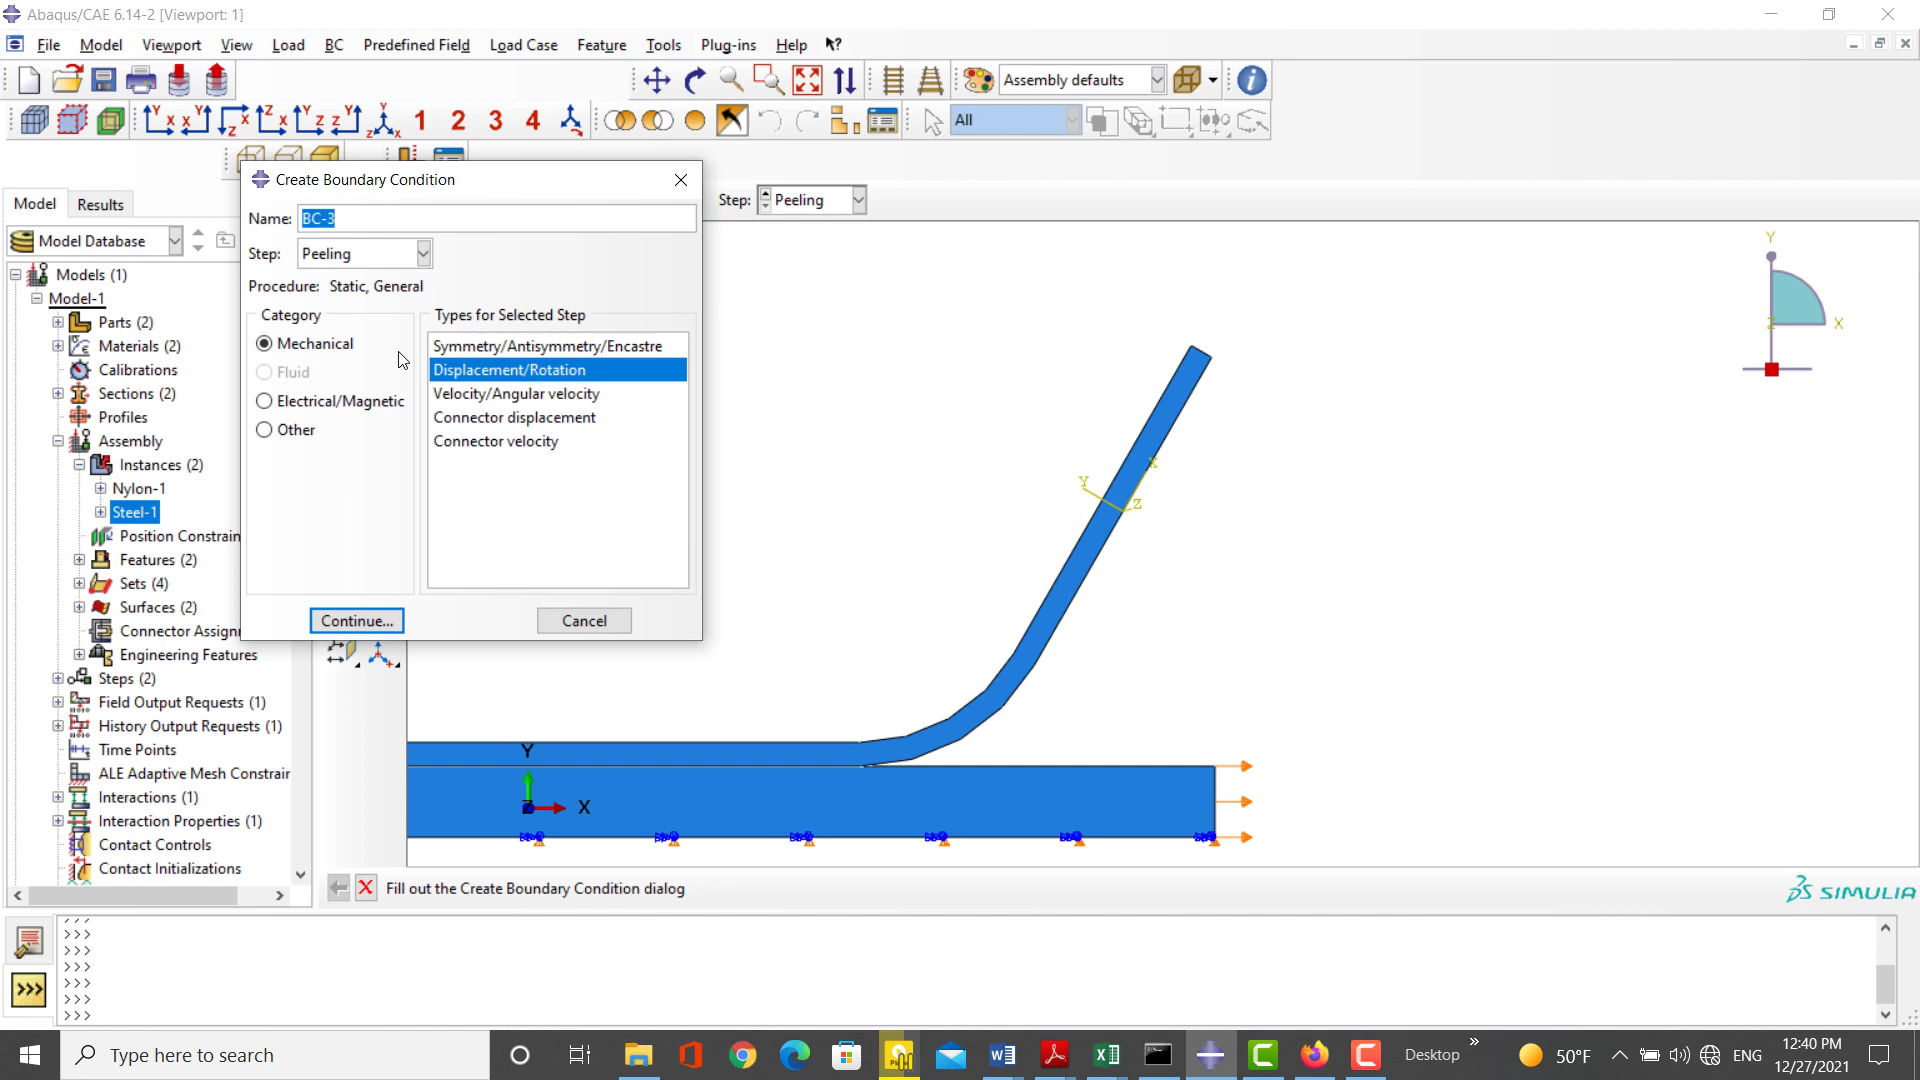 Abaqus/CAE 6.14-2 [Viewport: 1]
File Model Viewport View Load BC Predefined Field Load Case Feature Tools Plug-ins Help
Assembly defaults
1 2 3 4
All
Create Boundary Condition
Name: BC-3
Step: Peeling
Procedure: Static, General
Category
Mechanical
Fluid
Electrical/Magnetic
Other
Types for Selected Step
Symmetry/Antisymmetry/Encastre
Displacement/Rotation
Velocity/Angular velocity
Connector displacement
Connector velocity
Continue...
Cancel
Step: Peeling
Model Results
Model Database
Models (1)
Model-1
Parts (2)
Materials (2)
Calibrations
Sections (2)
Profiles
Assembly
Instances (2)
Nylon-1
Steel-1
Position Constrain
Features (2)
Sets (4)
Surfaces (2)
Connector Assign
Engineering Features
Steps (2)
Field Output Requests (1)
History Output Requests (1)
Time Points
ALE Adaptive Mesh Constrain
Interactions (1)
Interaction Properties (1)
Contact Controls
Contact Initializations
Y
X
Z
X
Y
Z
Y
X
Z
Fill out the Create Boundary Condition dialog
SIMULIA
>>>
>>>
>>>
>>>
>>>
>>>
Type here to search
Desktop
50°F
ENG
12:40 PM
12/27/2021